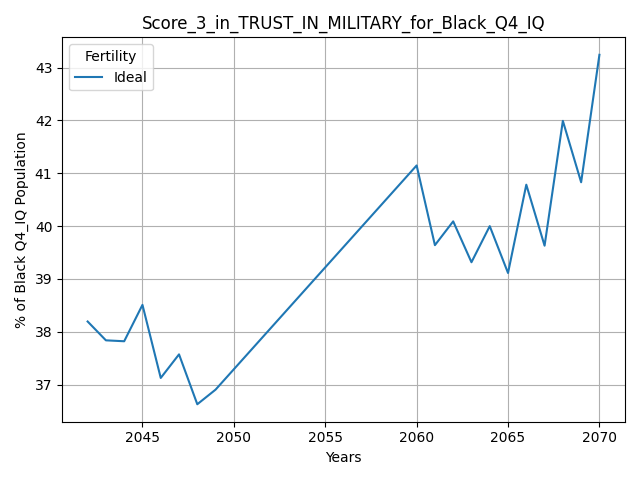 Score_3_in_TRUST_IN_MILITARY_for_Black_Q4_IQ
Fertility
Ideal
% of Black Q4_IQ Population
43
42
41
40
39
38
37
2045 2050 2055 2060 2065 2070
Years